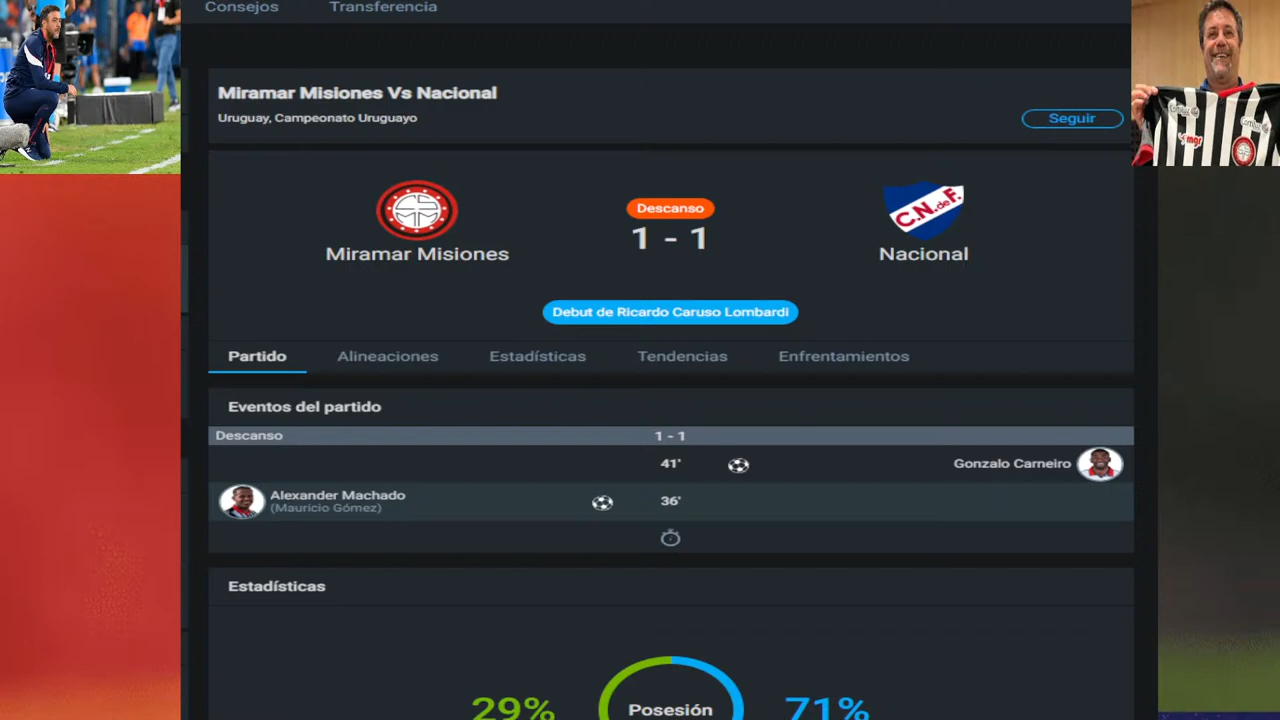 Consejos Transferencia
Miramar Misiones Vs Nacional
Uruguay, Campeonato Uruguayo
Seguir
Descanso
C.N.deF.
1 - 1
Miramar Misiones
Nacional
Debut de Ricardo Caruso Lombardi
Partido Alineaciones Estadísticas Tendencias Enfrentamientos
Eventos del partido
Descanso 1 - 1
41' Gonzalo Carneiro
Alexander Machado
(Mauricio Gómez)
36'
Estadísticas
29% Posesión 71%